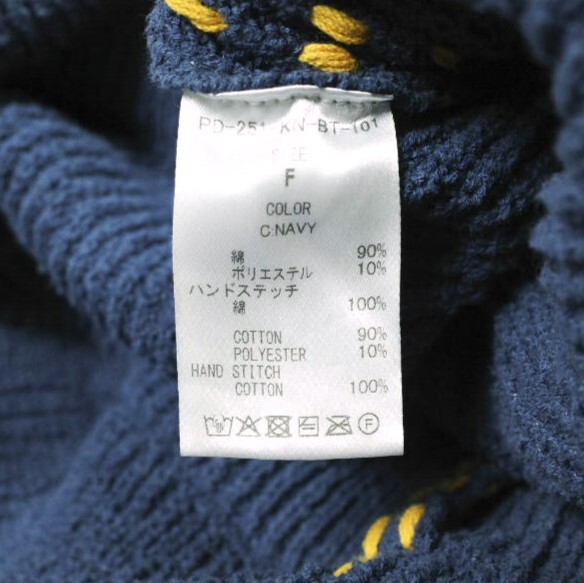 PD-251 KN-BT-101
SIZE
F
COLOR
C.NAVY
綿 90%
ポリエステル 10%
ハンドステッチ
綿 100%
COTTON 90%
POLYESTER 10%
HAND STITCH
COTTON 100%
F